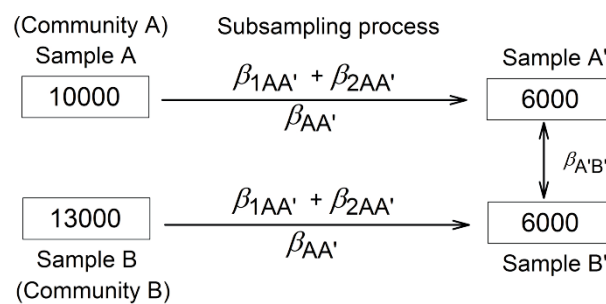 (Community A)
Subsampling process
Sample A
Sample A'
10000
β1AA' + β2AA'
βAA'
6000
βA'B'
13000
β1AA' + β2AA'
βAA'
6000
Sample B
(Community B)
Sample B'